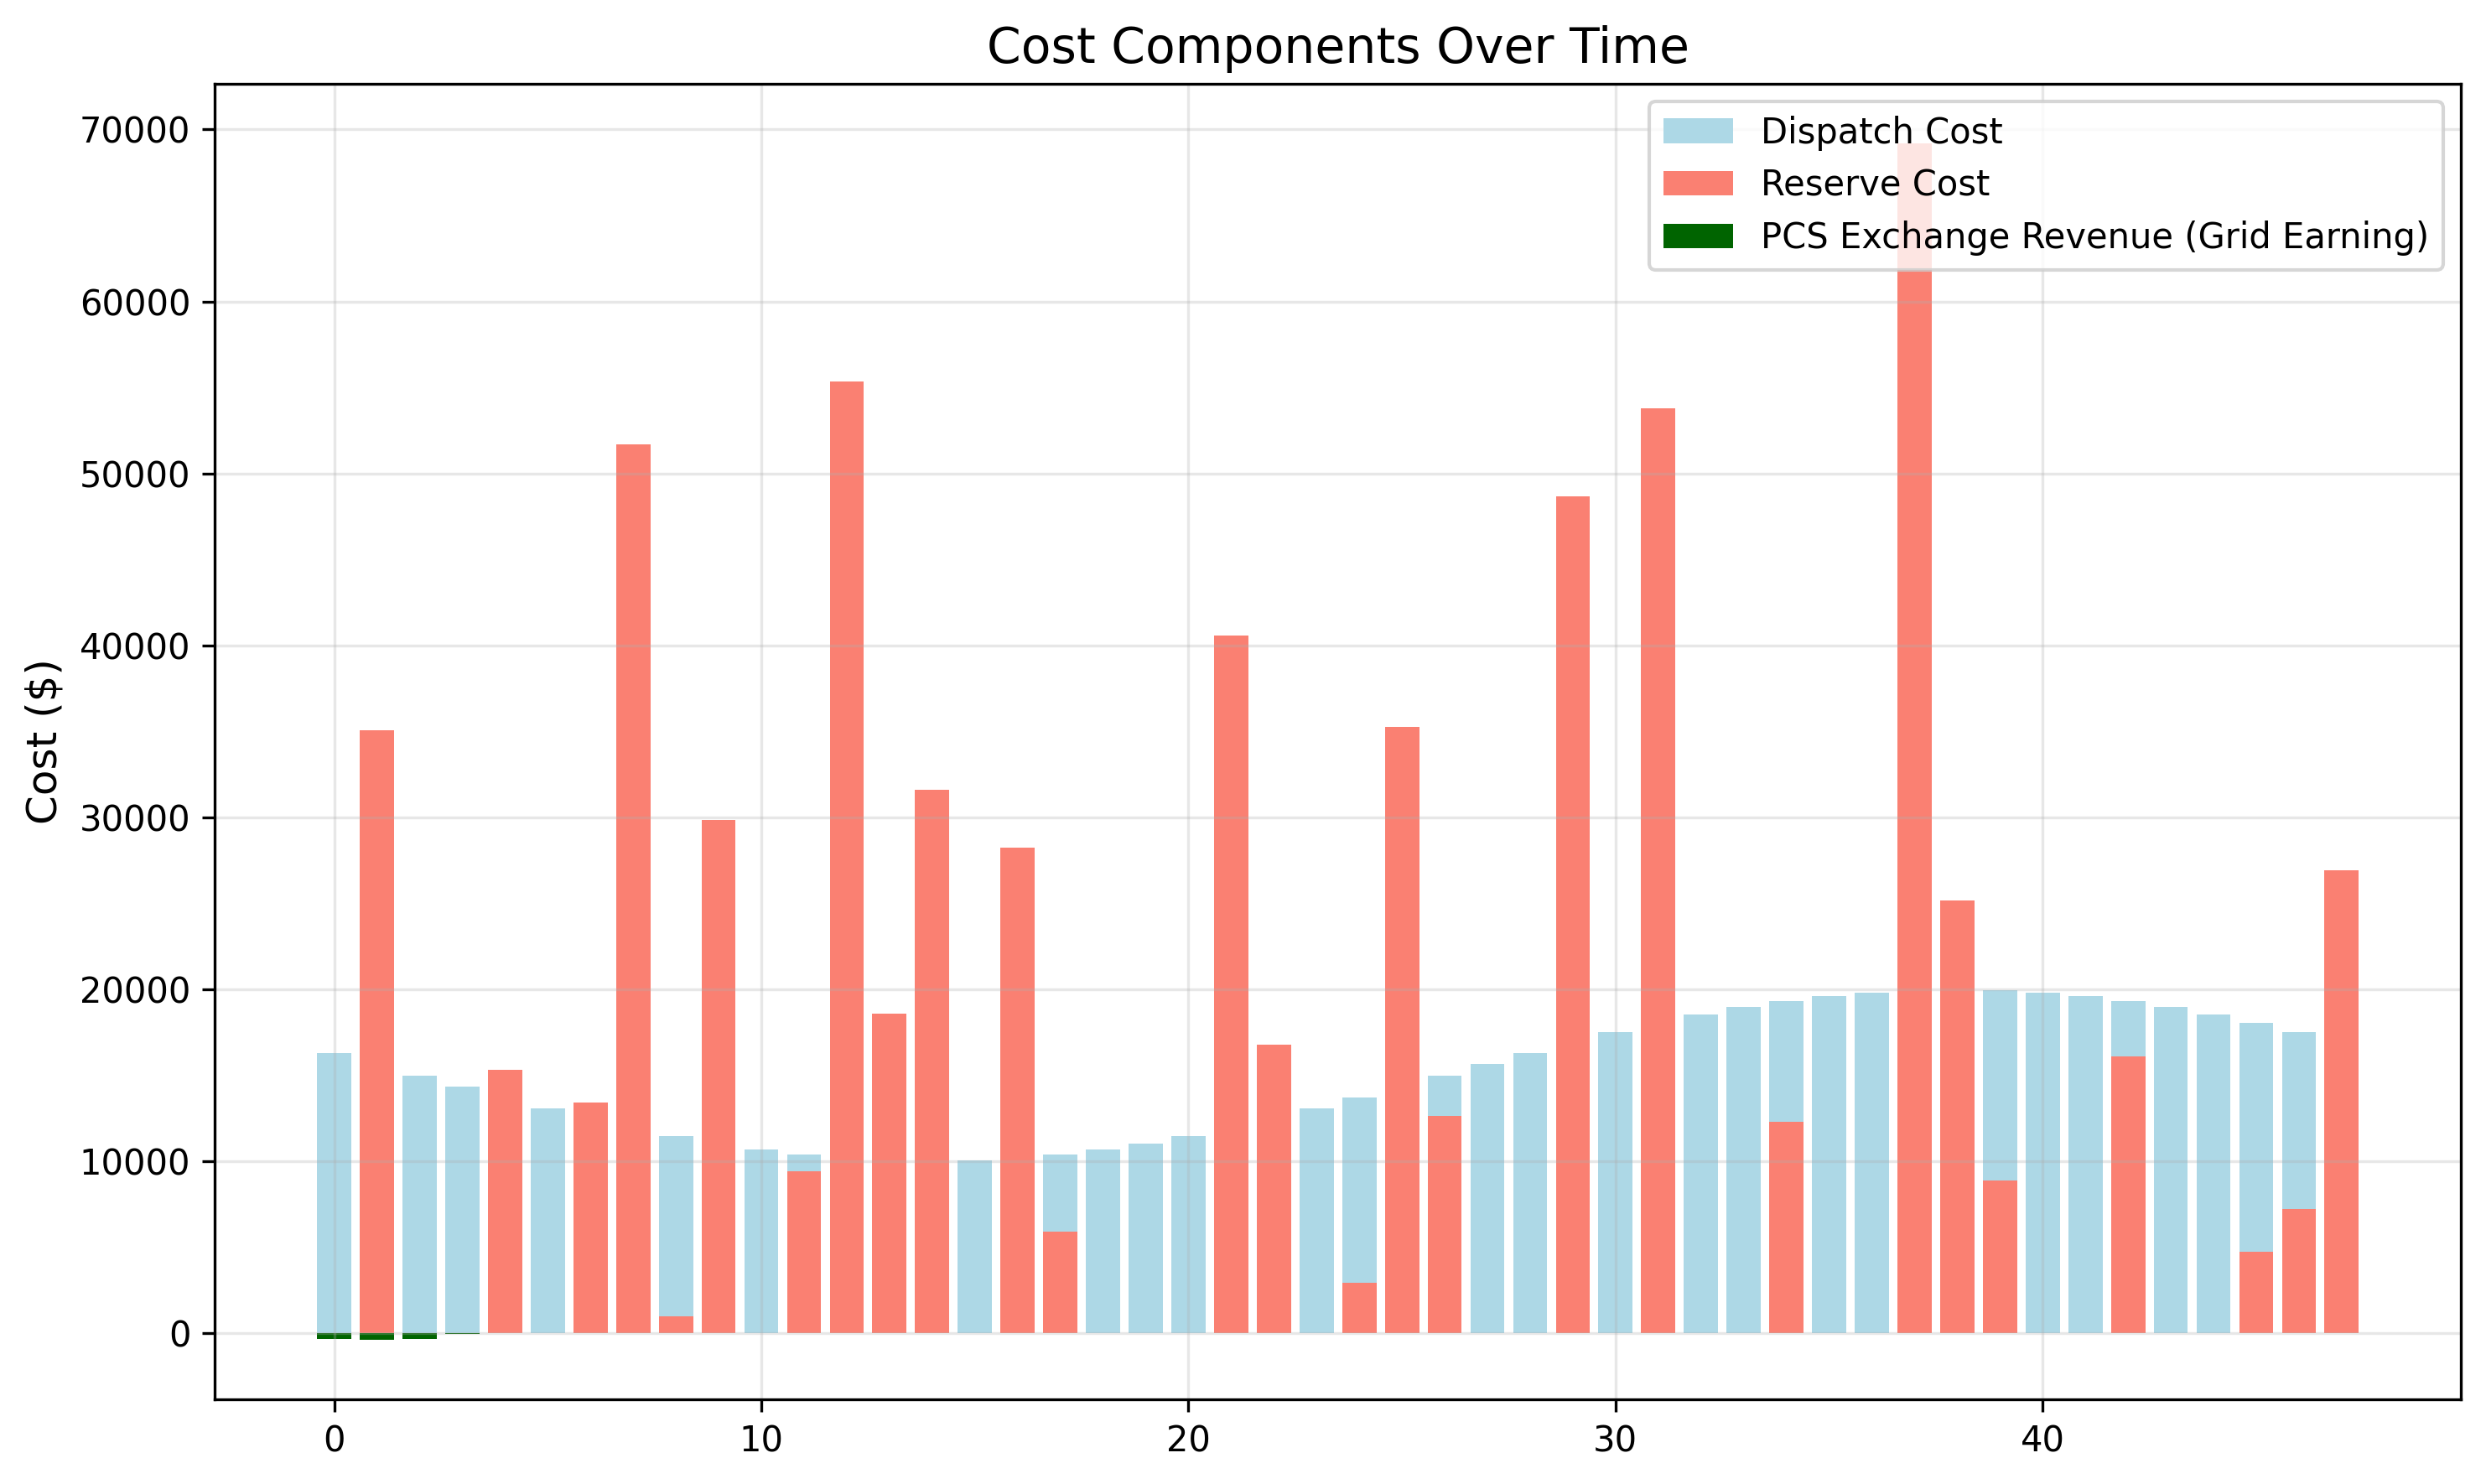 Cost Components Over Time
Dispatch Cost
Reserve Cost
PCS Exchange Revenue (Grid Earning)
Cost ($)
70000
60000
50000
40000
30000
20000
10000
0
0 10 20 30 40